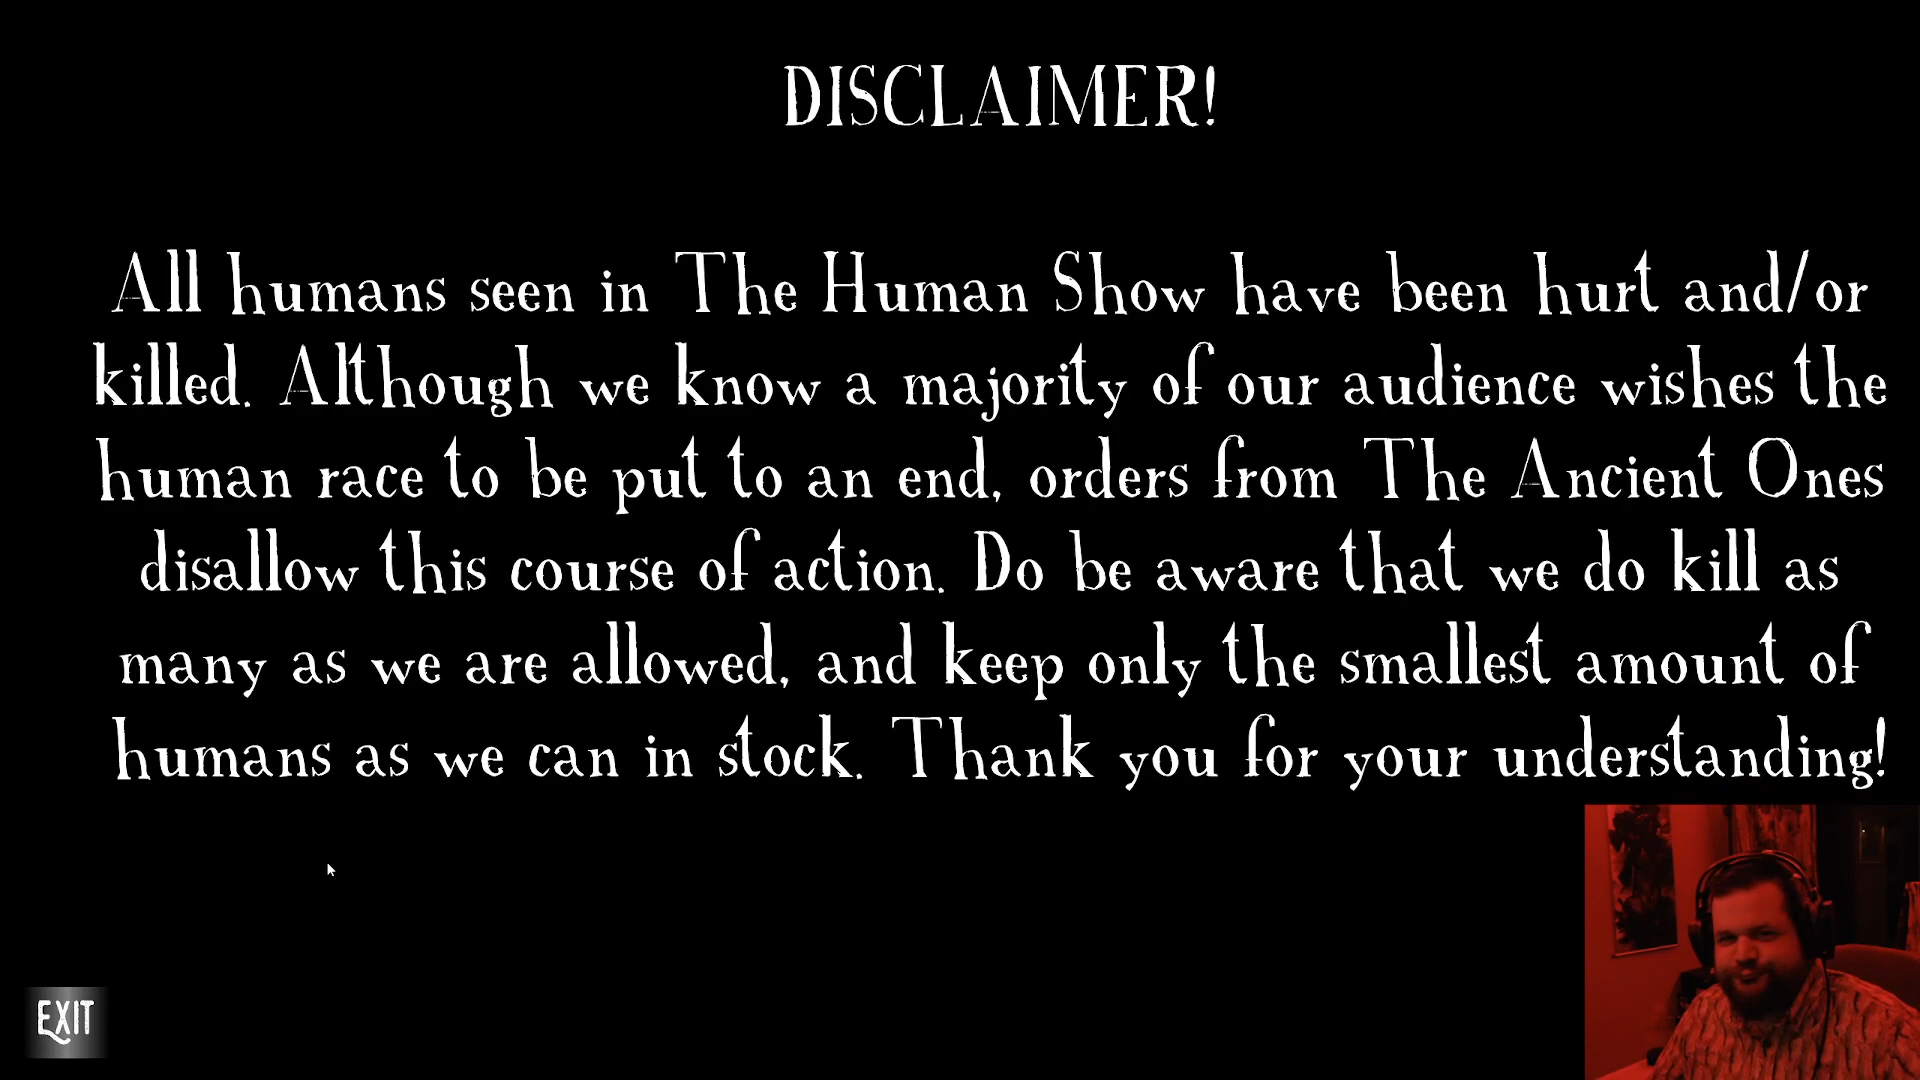 DISCLAIMER!
All humans seen in The Human Show have been hurt and/or
killed. Although we know a majority of our audience wishes the
human race to be put to an end, orders from The Ancient Ones
disallow this course of action. Do be aware that we do kill as
many as we are allowed, and keep only the smallest amount of
humans as we can in stock. Thank you for your understanding!
EXIT